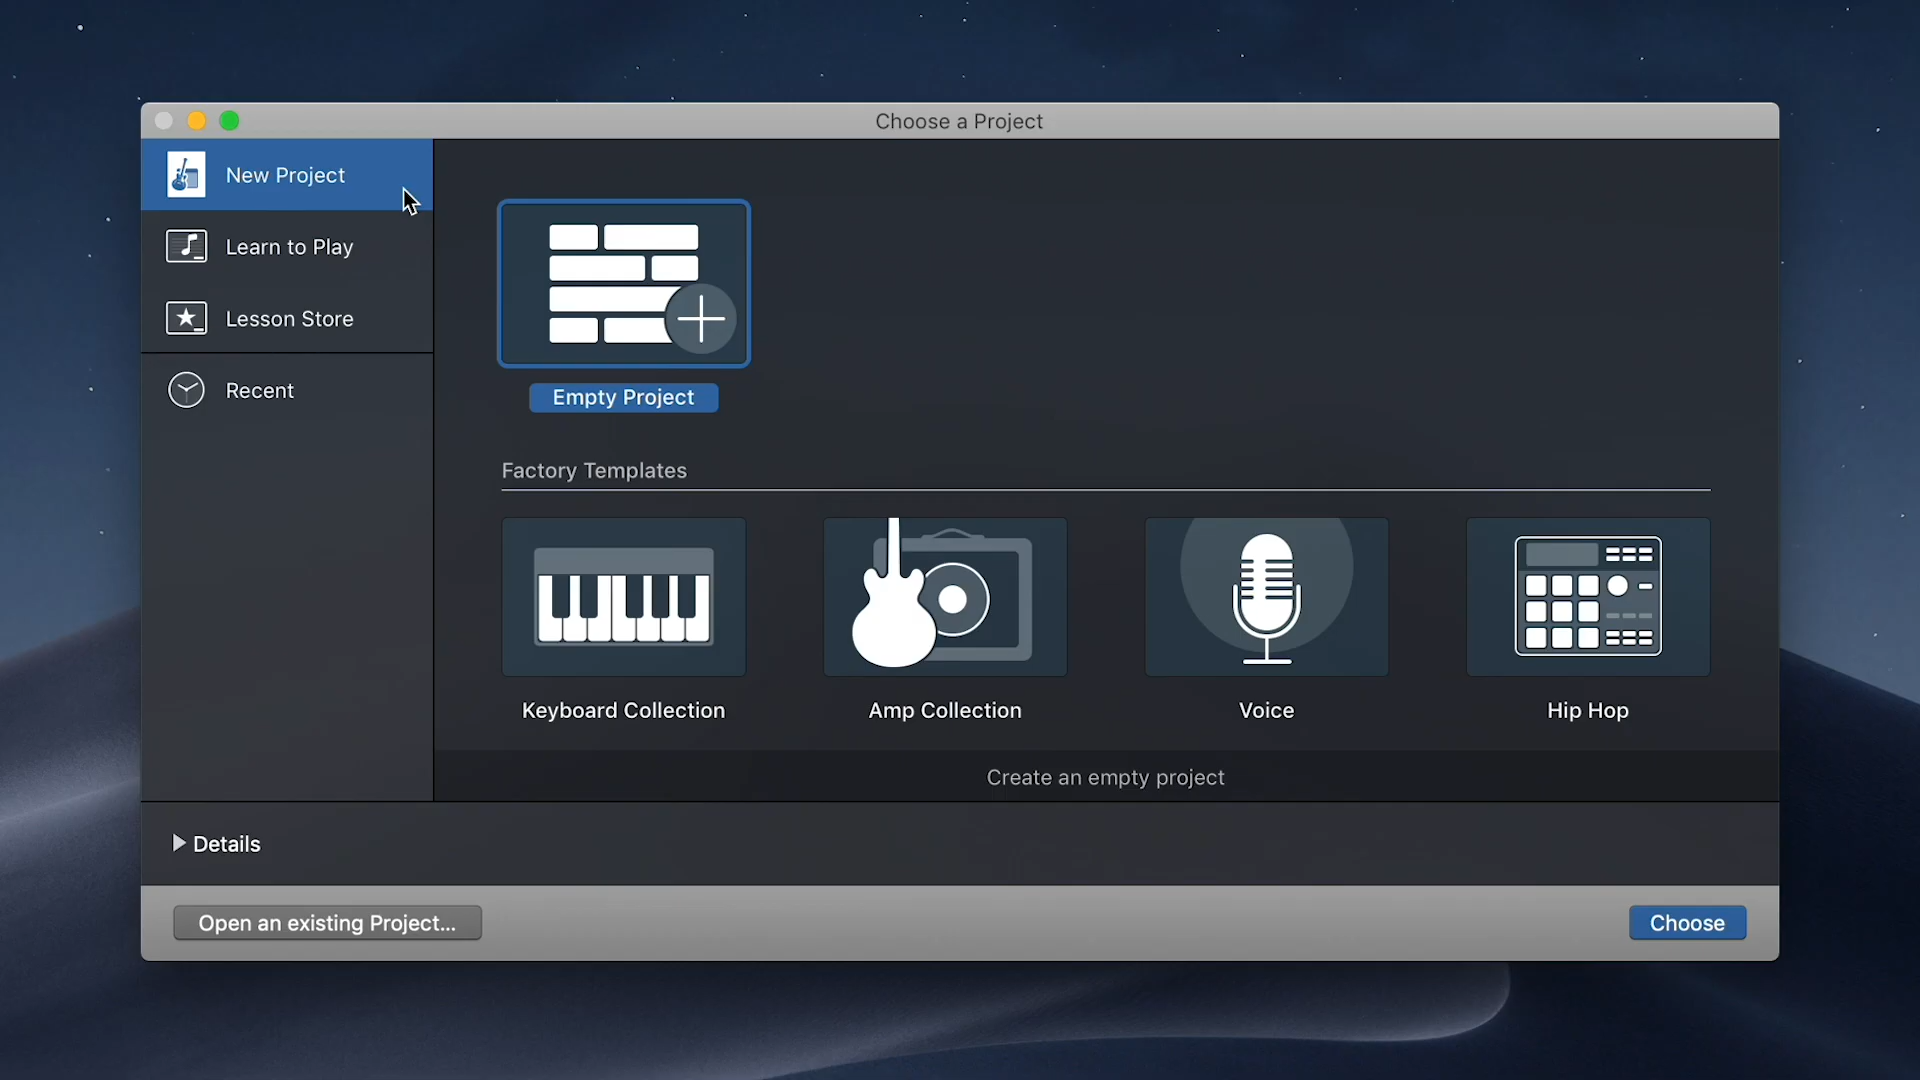 Choose a Project
New Project
Learn to Play
Lesson Store
Recent
Empty Project
Factory Templates
Keyboard Collection
Amp Collection
Voice
Hip Hop
Create an empty project
Details
Open an existing Project...
Choose